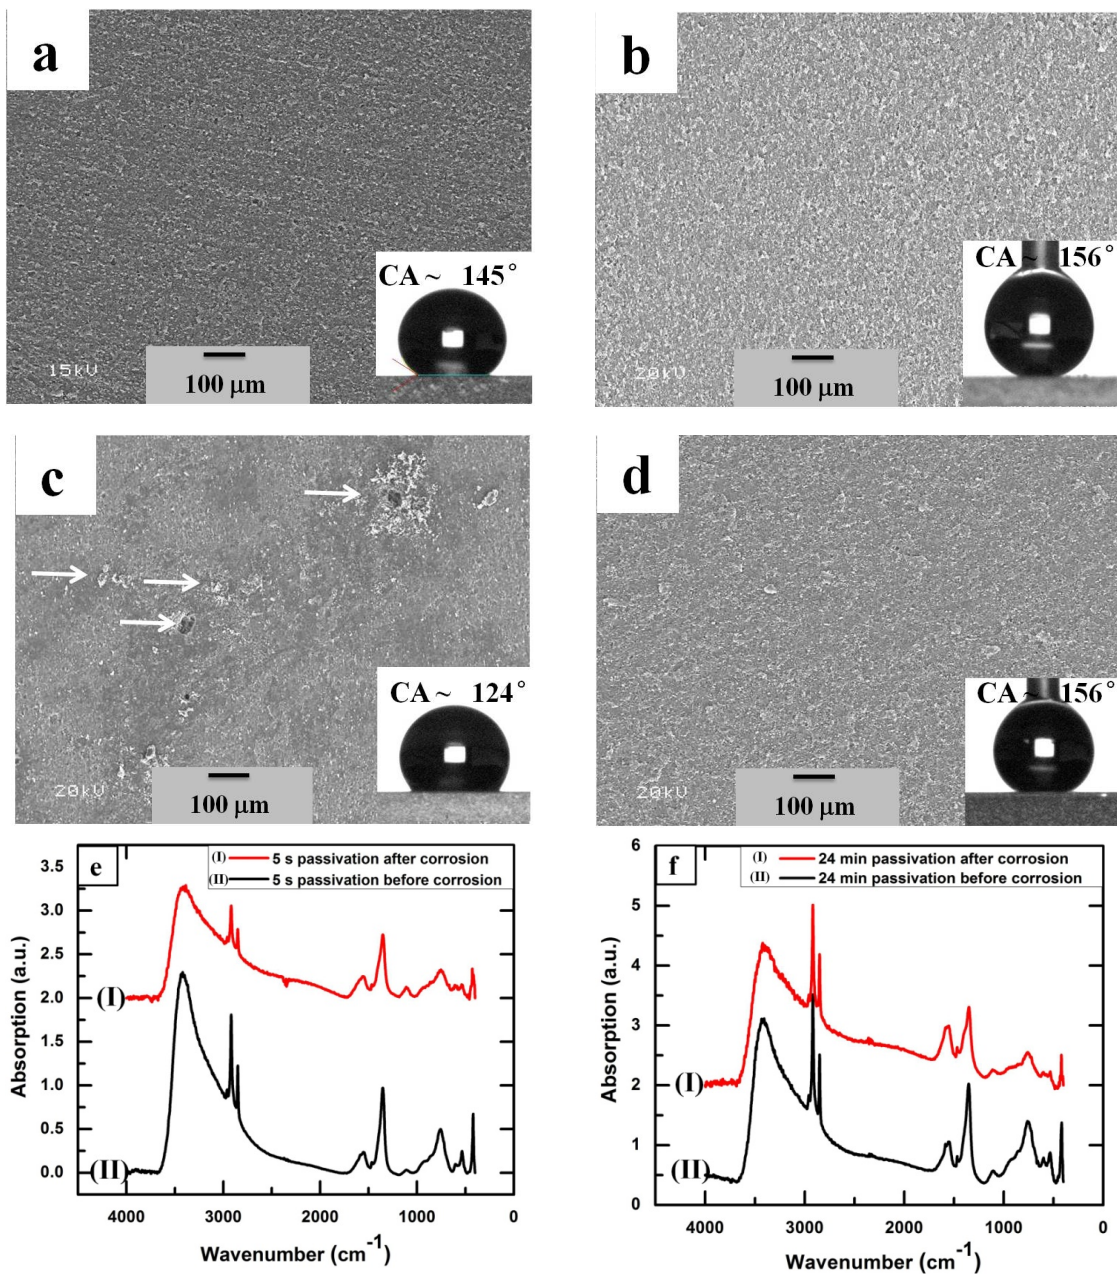 a
CA ~ 145°
15kV
100 μm
b
CA ~ 156°
20kV
100 μm
c
CA ~ 124°
20kV
100 μm
d
CA ~ 156°
20kV
100 μm
e
(I) 5 s passivation after corrosion
(II) 5 s passivation before corrosion
3.5
3.0
2.5
2.0
1.5
1.0
0.5
0.0
(I)
(II)
Absorption (a.u.)
4000 3000 2000 1000 0
Wavenumber (cm-1)
f
(I) 24 min passivation after corrosion
(II) 24 min passivation before corrosion
6
5
4
3
2
1
0
(I)
(II)
Absorption (a.u.)
4000 3000 2000 1000 0
Wavenumber (cm-1)